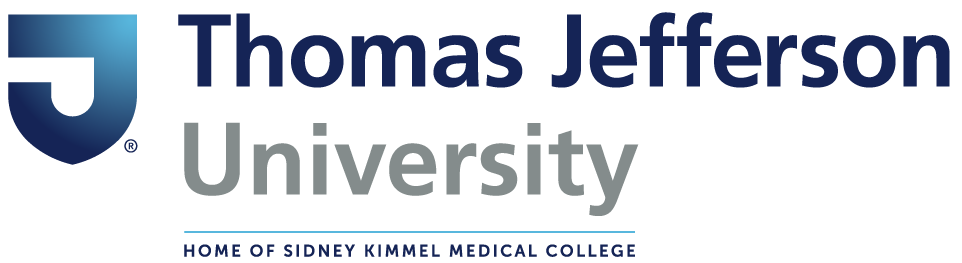 Thomas Jefferson
University
®
HOME OF SIDNEY KIMMEL MEDICAL COLLEGE